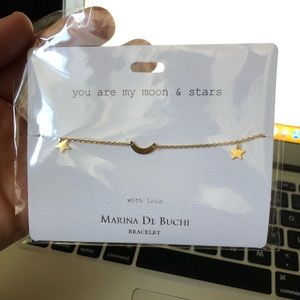 you are my moon & stars
with love
MARINA DE BUCHI
BRACELET